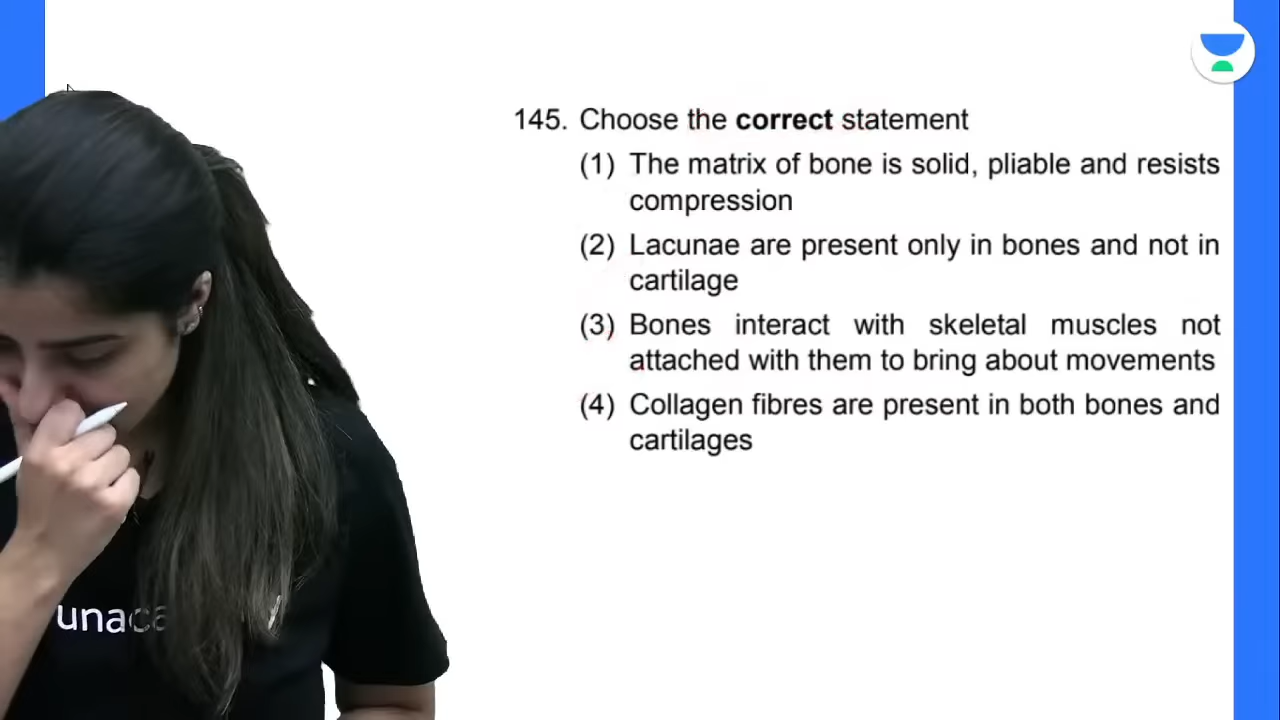 145. Choose the correct statement
(1) The matrix of bone is solid, pliable and resists
compression
(2) Lacunae are present only in bones and not in
cartilage
(3) Bones interact with skeletal muscles not
attached with them to bring about movements
(4) Collagen fibres are present in both bones and
cartilages